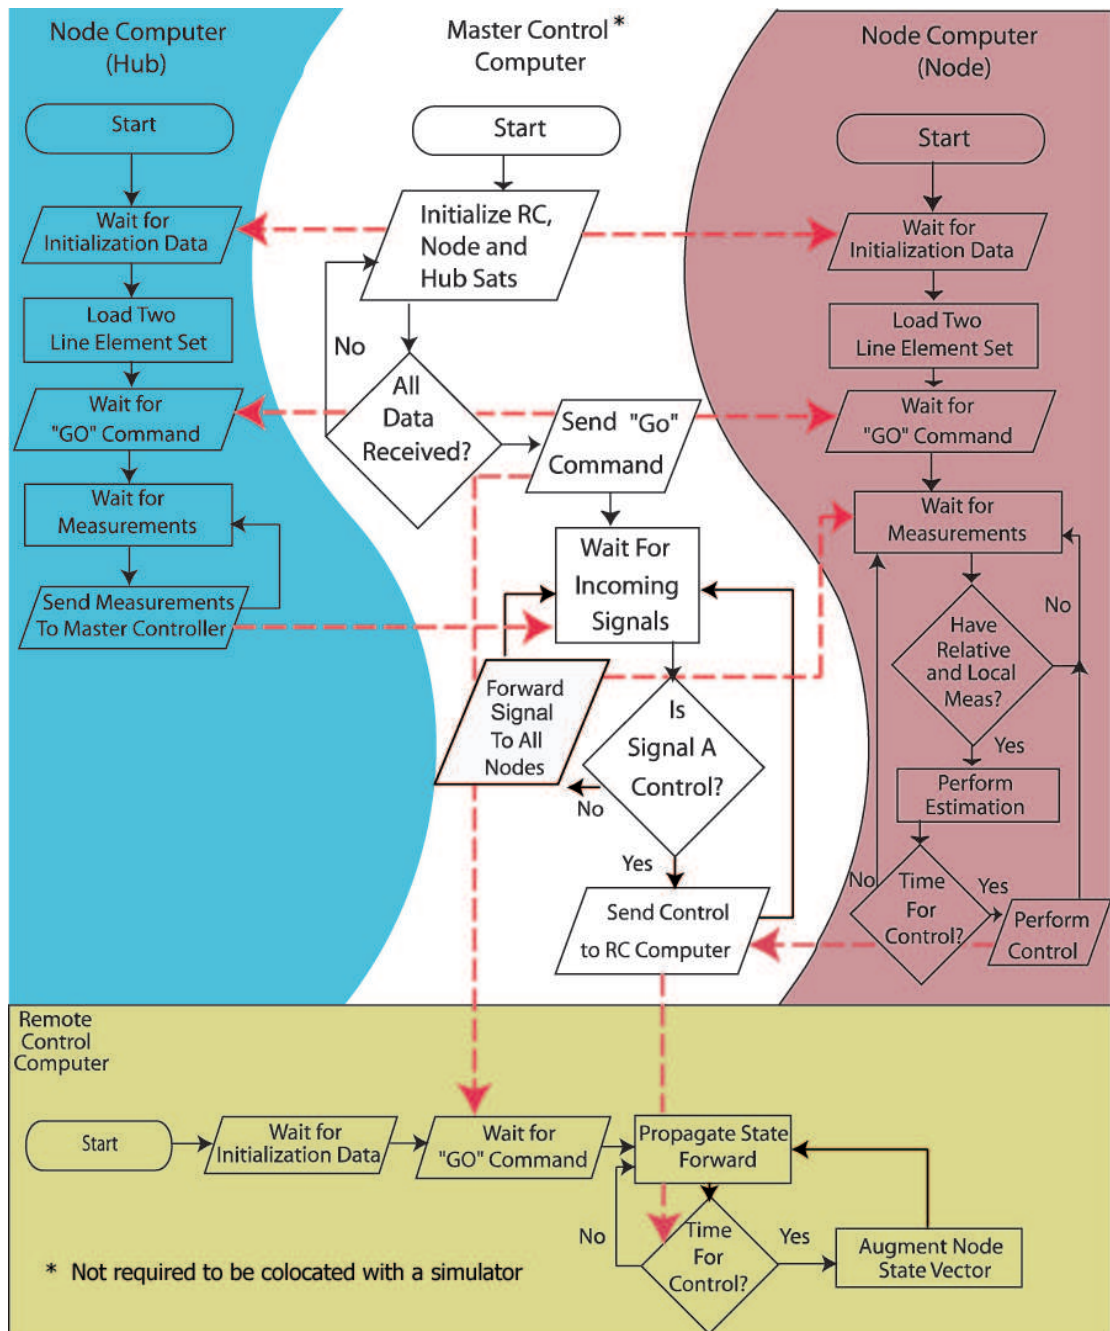 Node Computer
(Hub)
Start
Wait for
Initialization Data
Load Two
Line Element Set
Wait for
"GO" Command
Wait for
Measurements
Send Measurements
To Master Controller
Master Control *
Computer
Start
Initialize RC,
Node and
Hub Sats
No
All
Data
Received?
Send "Go"
Command
Wait For
Incoming
Signals
Forward
Signal
To All
Nodes
Is
Signal A
Control?
No
Yes
Send Control
to RC Computer
Node Computer
(Node)
Start
Wait for
Initialization Data
Load Two
Line Element Set
Wait for
"GO" Command
Wait for
Measurements
No
Have
Relative
and Local
Meas?
Yes
Perform
Estimation
No
Time
For
Control?
Yes
Perform
Control
Remote
Control
Computer
Start
Wait for
Initialization Data
Wait for
"GO" Command
Propagate State
Forward
No
Time
For
Control?
Yes
Augment Node
State Vector
* Not required to be colocated with a simulator